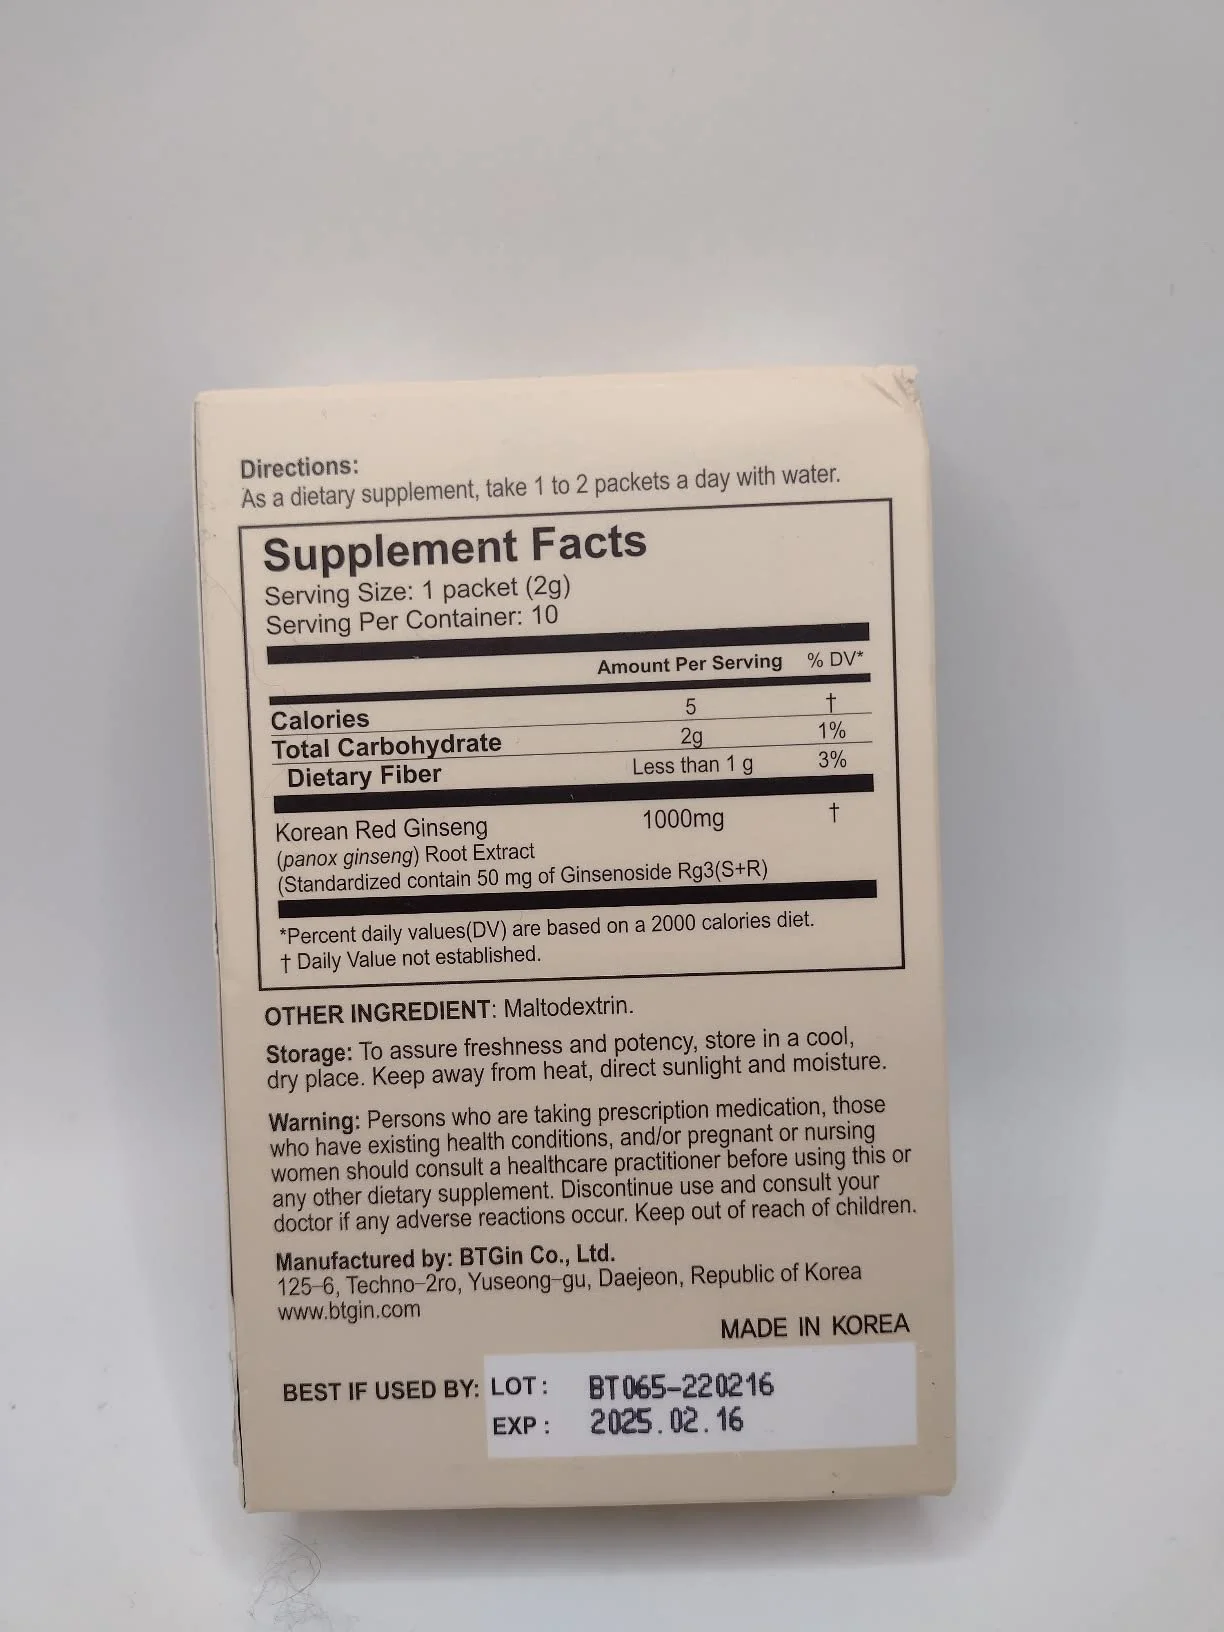 Directions:
As a dietary supplement, take 1 to 2 packets a day with water.
Supplement Facts
Serving Size: 1 packet (2g)
Serving Per Container: 10
Amount Per Serving % DV*
Calories 5 †
Total Carbohydrate 2g 1%
Dietary Fiber Less than 1 g 3%
Korean Red Ginseng 1000mg †
(panox ginseng) Root Extract
(Standardized contain 50 mg of Ginsenoside Rg3(S+R)
*Percent daily values(DV) are based on a 2000 calories diet.
† Daily Value not established.
OTHER INGREDIENT: Maltodextrin.
Storage: To assure freshness and potency, store in a cool,
dry place. Keep away from heat, direct sunlight and moisture.
Warning: Persons who are taking prescription medication, those
who have existing health conditions, and/or pregnant or nursing
women should consult a healthcare practitioner before using this or
any other dietary supplement. Discontinue use and consult your
doctor if any adverse reactions occur. Keep out of reach of children.
Manufactured by: BTGin Co., Ltd.
125-6, Techno-2ro, Yuseong-gu, Daejeon, Republic of Korea
www.btgin.com
MADE IN KOREA
BEST IF USED BY: LOT: BT065-220216
EXP: 2025.02.16